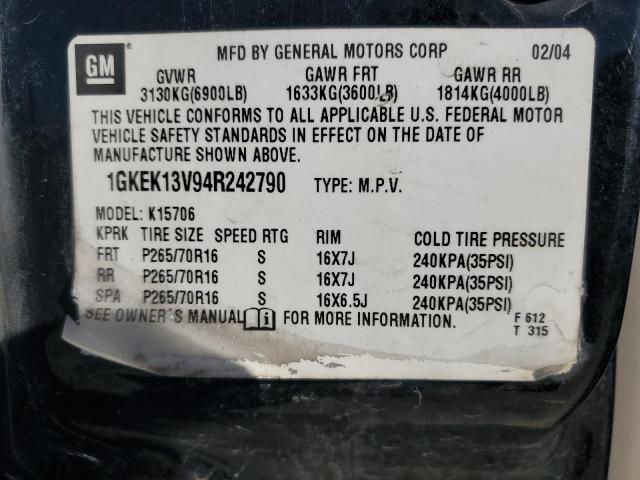 GM ® MFD BY GENERAL MOTORS CORP 02/04
GVWR GAWR FRT GAWR RR
3130KG(6900LB) 1633KG(3600LB) 1814KG(4000LB)
THIS VEHICLE CONFORMS TO ALL APPLICABLE U.S. FEDERAL MOTOR
VEHICLE SAFETY STANDARDS IN EFFECT ON THE DATE OF
MANUFACTURE SHOWN ABOVE.
1GKEK13V94R242790 TYPE: M.P.V.
MODEL: K15706
KPRK TIRE SIZE SPEED RTG RIM COLD TIRE PRESSURE
FRT P265/70R16 S 16X7J 240KPA(35PSI)
RR P265/70R16 S 16X7J 240KPA(35PSI)
SPA P265/70R16 S 16X6.5J 240KPA(35PSI)
SEE OWNER'S MANUAL FOR MORE INFORMATION. F 612
T 315